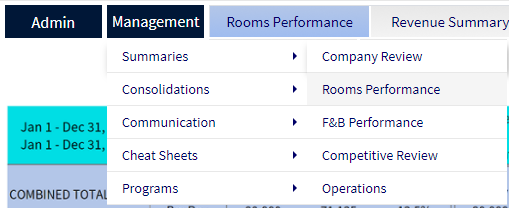 Admin
Management
Rooms Performance
Revenue Summary
Summaries
Company Review
Consolidations
Rooms Performance
Communication
F&B Performance
Cheat Sheets
Competitive Review
Programs
Operations
Jan 1 - Dec 31,
Jan 1 - Dec 31,
COMBINED TOTAL